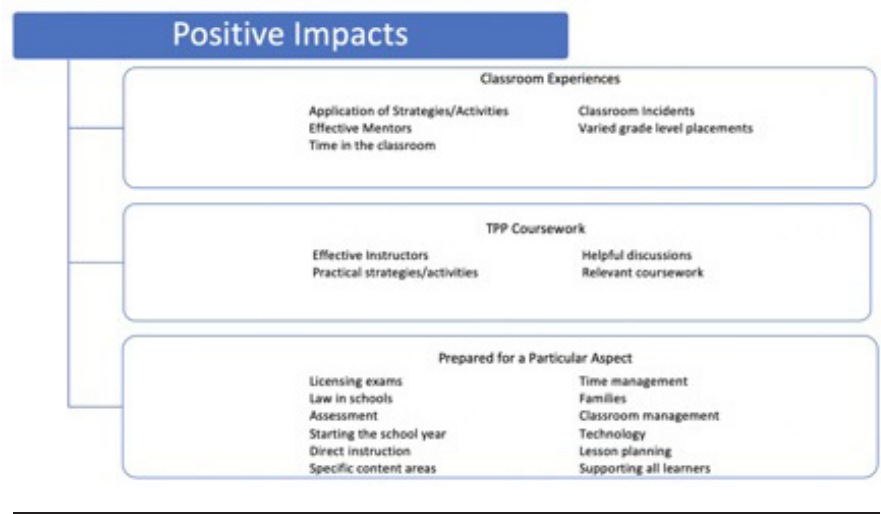 Positive Impacts
Classroom Experiences
Application of Strategies/Activities
Effective Mentors
Time in the classroom
Classroom Incidents
Varied grade level placements
TPP Coursework
Effective Instructors
Practical strategies/activities
Helpful discussions
Relevant coursework
Prepared for a Particular Aspect
Licensing exams
Law in schools
Assessment
Starting the school year
Direct instruction
Specific content areas
Time management
Families
Classroom management
Technology
Lesson planning
Supporting all learners